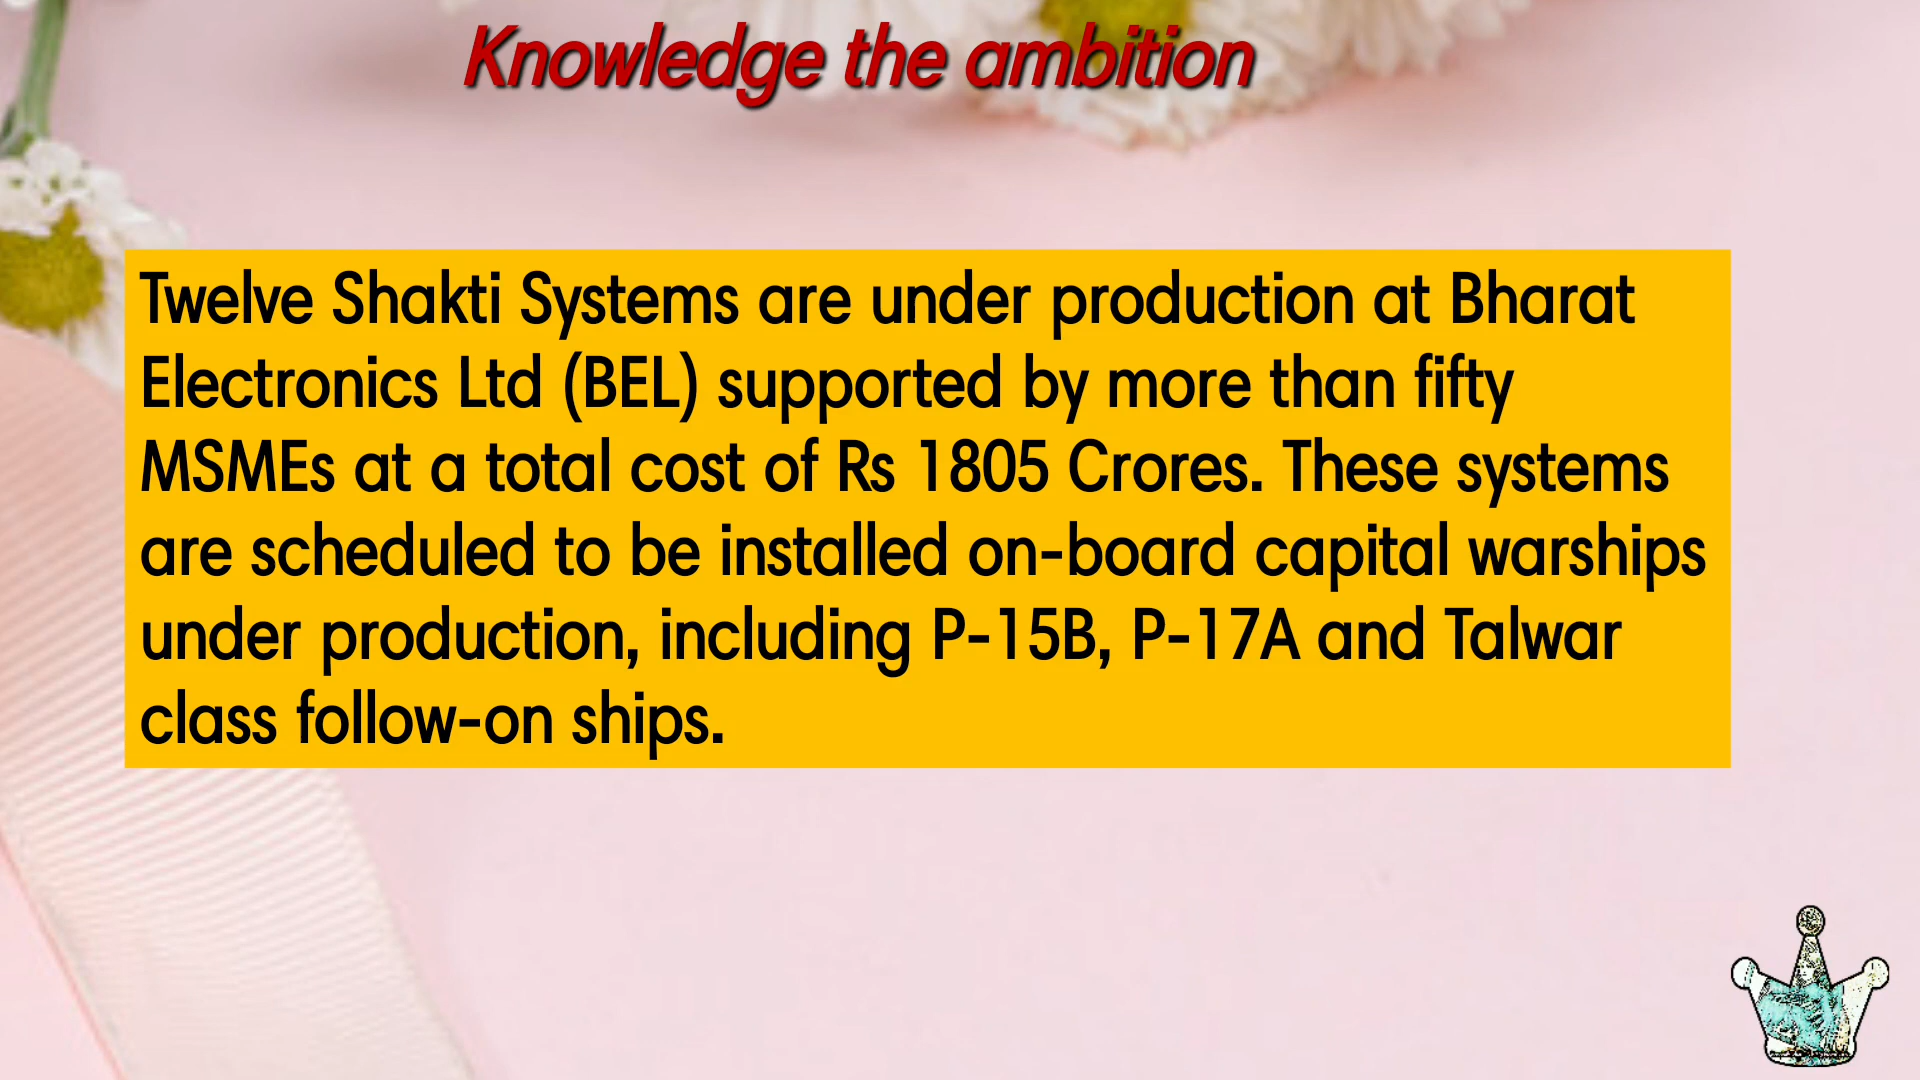 Knowledge the ambition
Twelve Shakti Systems are under production at Bharat
Electronics Ltd (BEL) supported by more than fifty
MSMEs at a total cost of Rs 1805 Crores. These systems
are scheduled to be installed on-board capital warships
under production, including P-15B, P-17A and Talwar
class follow-on ships.